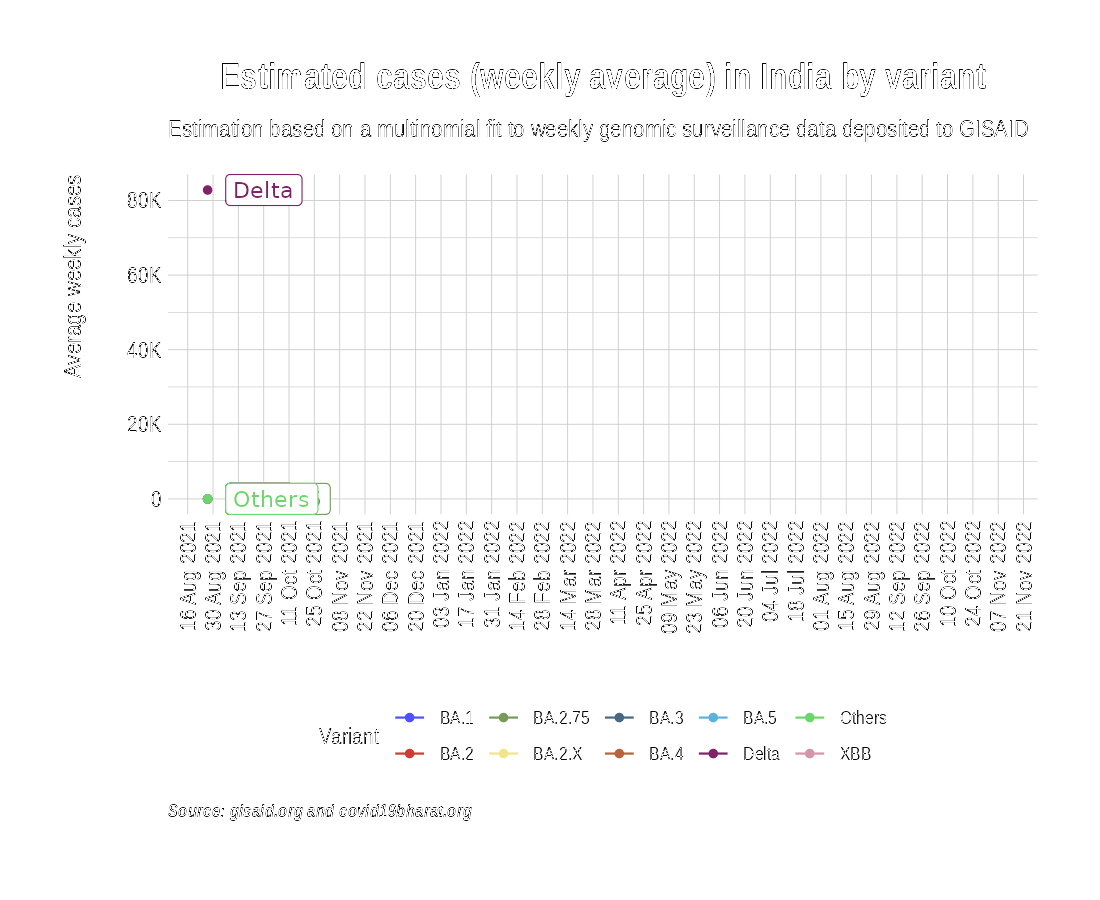 Estimated cases (weekly average) in India by variant
Estimation based on a multinomial fit to weekly genomic surveillance data deposited to GISAID
Average weekly cases
80K
60K
40K
20K
0
Delta
Others
16 Aug 2021
30 Aug 2021
13 Sep 2021
27 Sep 2021
11 Oct 2021
25 Oct 2021
08 Nov 2021
22 Nov 2021
06 Dec 2021
20 Dec 2021
03 Jan 2022
17 Jan 2022
31 Jan 2022
14 Feb 2022
28 Feb 2022
14 Mar 2022
28 Mar 2022
11 Apr 2022
25 Apr 2022
09 May 2022
23 May 2022
06 Jun 2022
20 Jun 2022
04 Jul 2022
18 Jul 2022
01 Aug 2022
15 Aug 2022
29 Aug 2022
12 Sep 2022
26 Sep 2022
10 Oct 2022
24 Oct 2022
07 Nov 2022
21 Nov 2022
Variant
BA.1 BA.2.75 BA.3 BA.5 Others
BA.2 BA.2.X BA.4 Delta XBB
Source: gisaid.org and covid19bharat.org